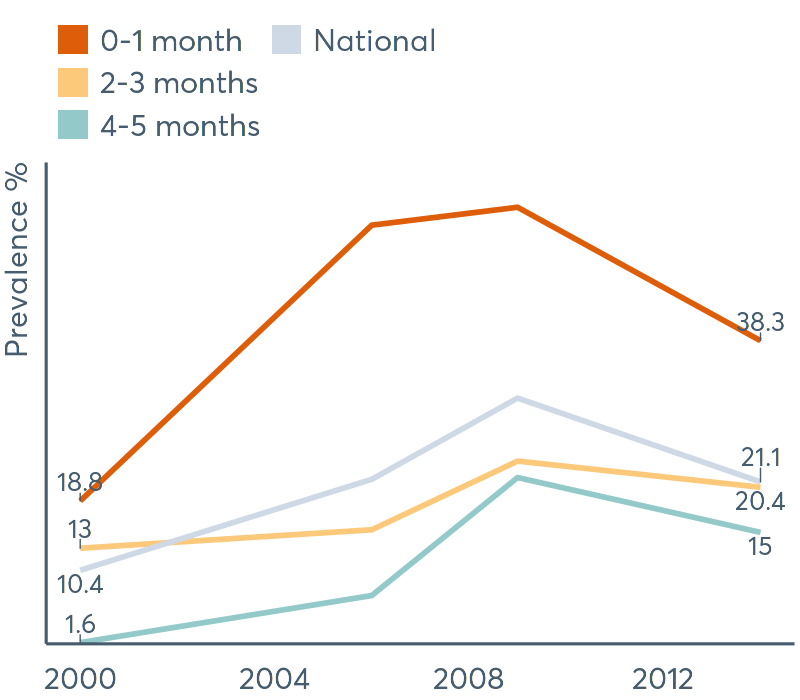 0-1 month National
2-3 months
4-5 months
Prevalence %
38.3
18.8
21.1
20.4
13
15
10.4
1.6
2000 2004 2008 2012